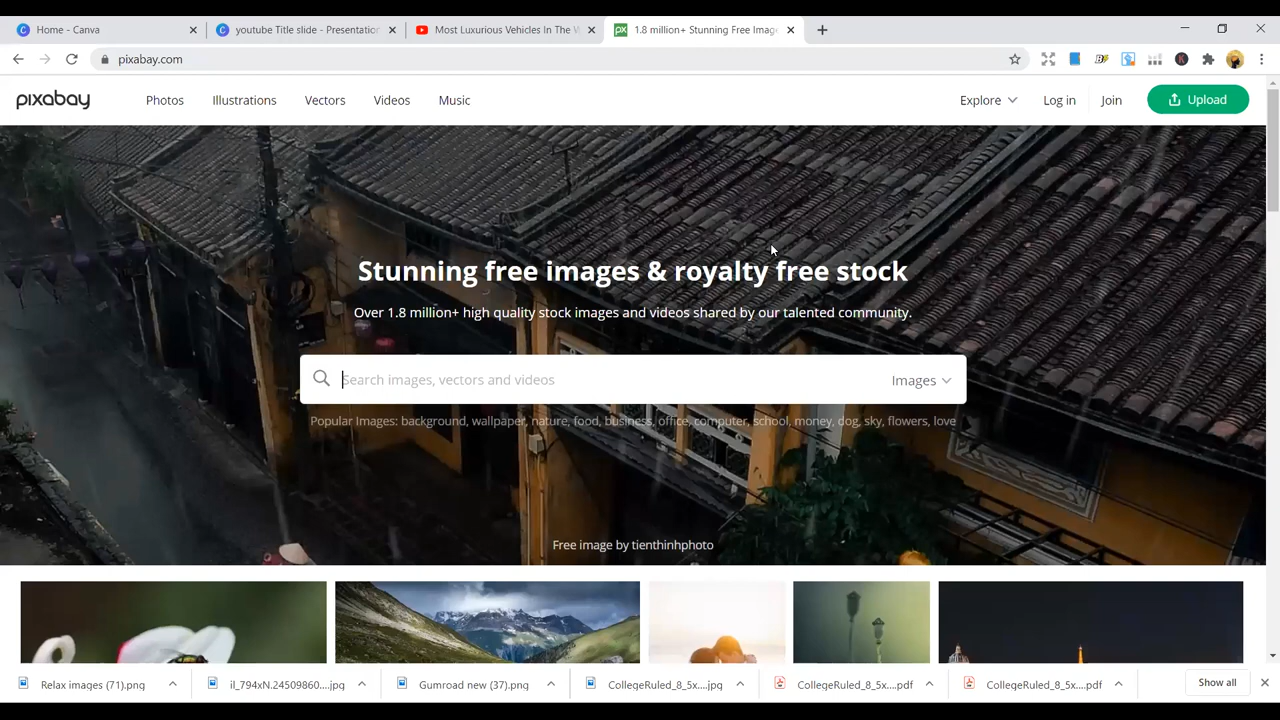 Home - Canva
youtube Title slide - Presentation
Most Luxurious Vehicles In The W
1.8 million+ Stunning Free Imag
pixabay.com
pixabay Photos Illustrations Vectors Videos Music Explore Log in Join Upload
Stunning free images & royalty free stock
Over 1.8 million+ high quality stock images and videos shared by our talented community.
Search images, vectors and videos Images
Popular Images: background, wallpaper, nature, food, business, office, computer, school, money, dog, sky, flowers, love
Free image by tienthinhphoto
Relax images (71).png il_794xN.24509860....jpg Gumroad new (37).png CollegeRuled_8_5x....jpg CollegeRuled_8_5x....pdf CollegeRuled_8_5x....pdf Show all